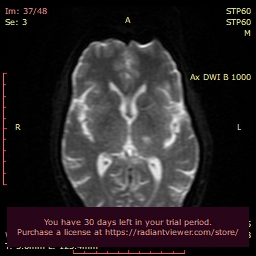 Im: 37/48
Se: 3
A
STP60
STP60
M
Ax DWI B 1000
R
L
You have 30 days left in your trial period.
Purchase a license at https://radiantviewer.com/store/